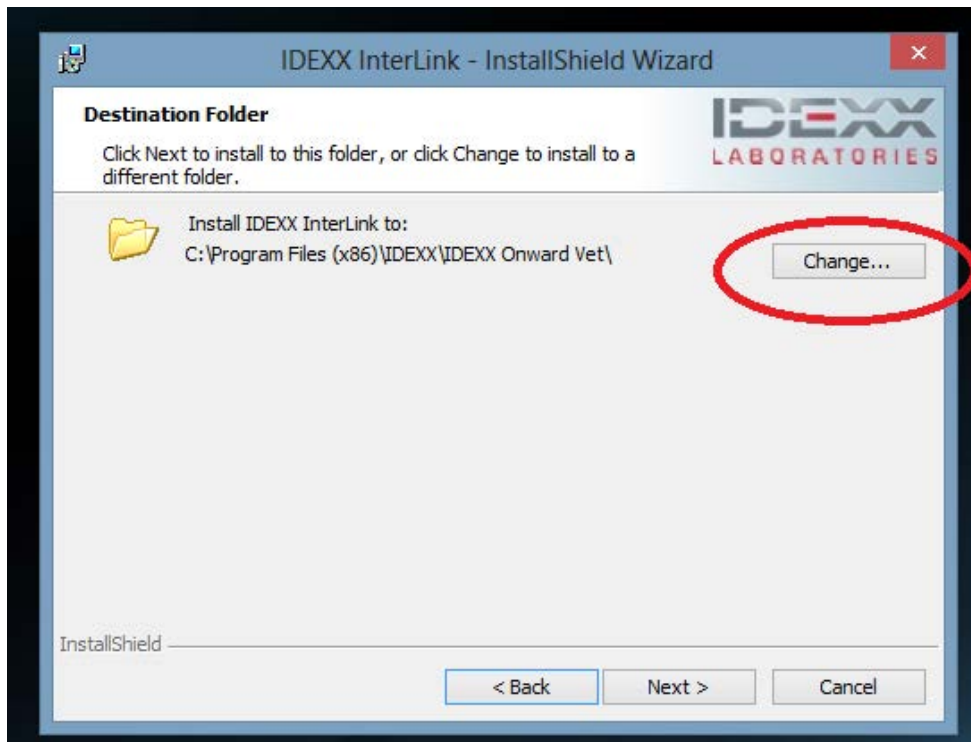 IDEXX InterLink - InstallShield Wizard
Destination Folder
Click Next to install to this folder, or click Change to install to a
different folder.
IDEXX
LABORATORIES
Install IDEXX InterLink to:
C:\Program Files (x86)\IDEXX\IDEXX Onward Vet\
Change...
InstallShield
< Back
Next >
Cancel